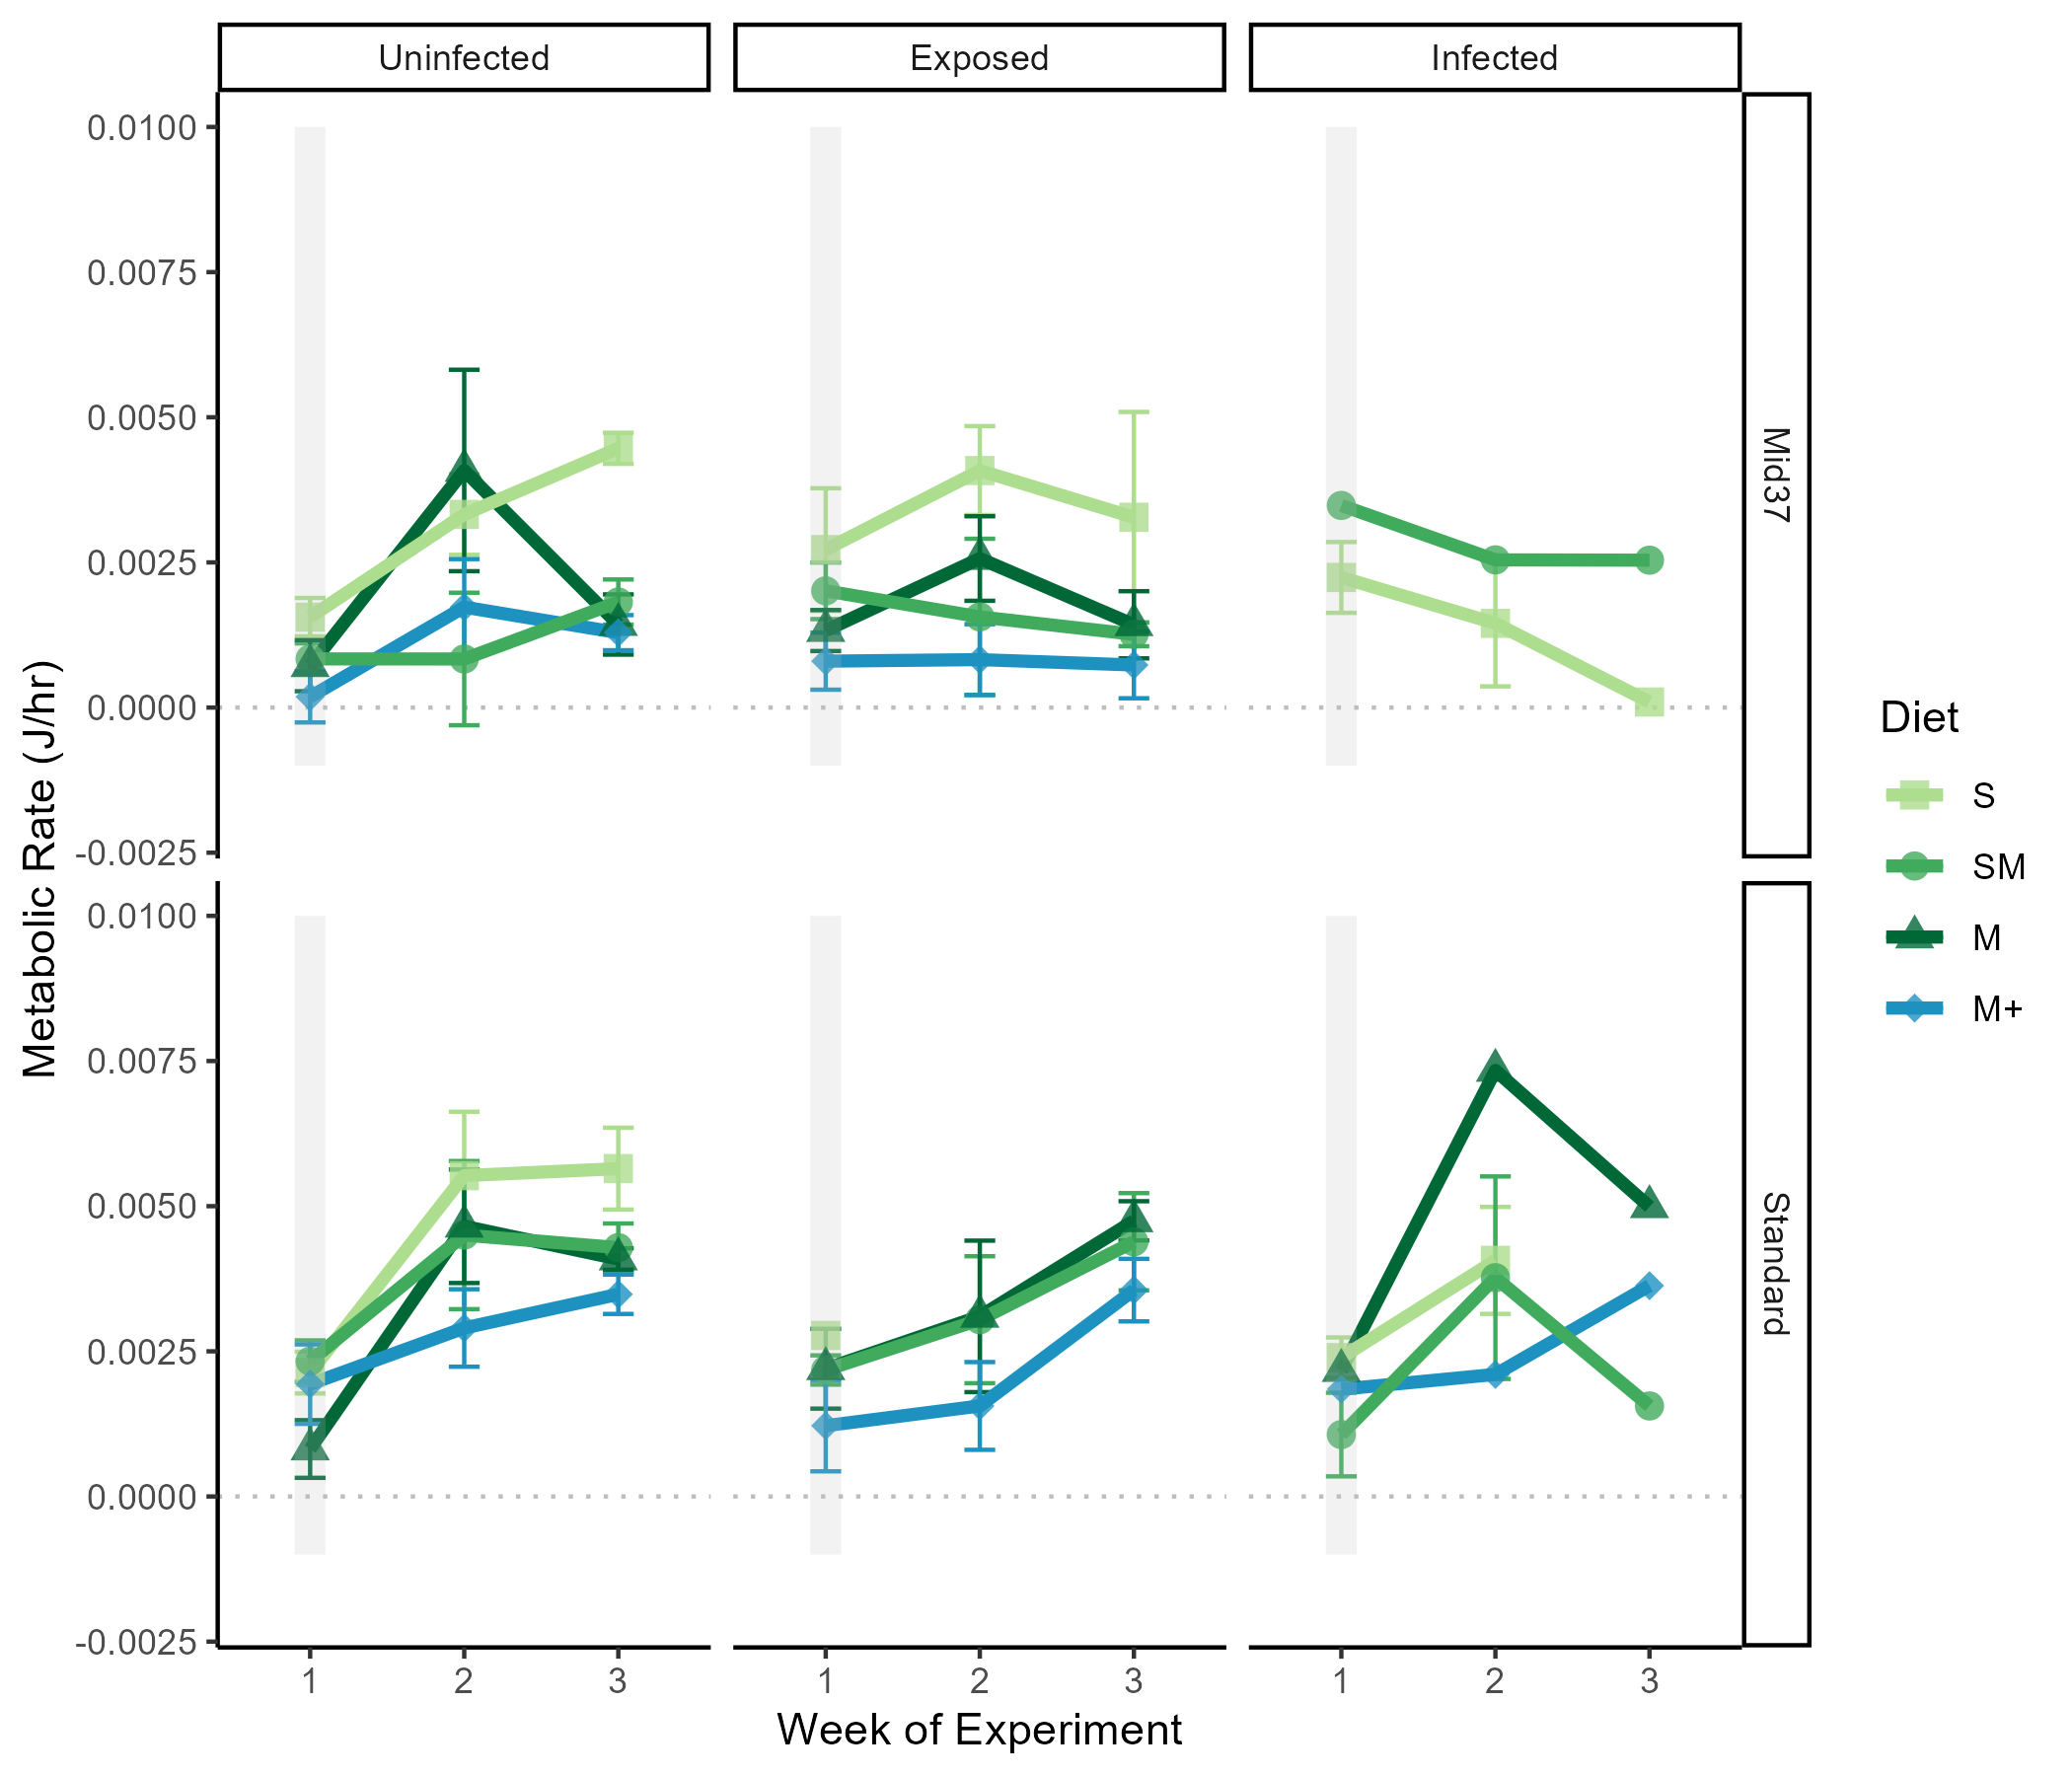 Uninfected
Exposed
Infected
0.0100
0.0075
0.0050
0.0025
0.0000
-0.0025
Mid37
Metabolic Rate (J/hr)
0.0100
0.0075
0.0050
0.0025
0.0000
-0.0025
Standard
1 2 3
1 2 3
1 2 3
Week of Experiment
Diet
S
SM
M
M+